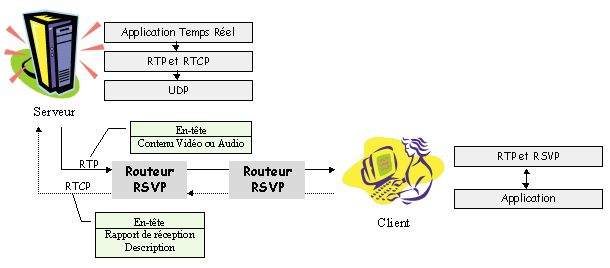 Application Temps Réel
RTP et RTCP
UDP
Serveur
En-tête
Contenu Vidéo ou Audio
RTP
Routeur
RSVP
Routeur
RSVP
RTCP
En-tête
Rapport de réception
Description
Client
RTP et RSVP
Application